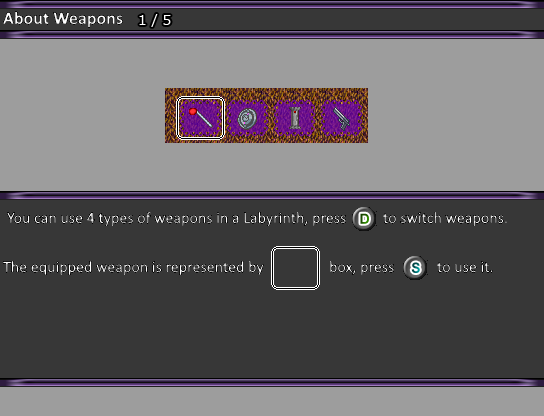 About Weapons 1 / 5
You can use 4 types of weapons in a Labyrinth, press D to switch weapons.
The equipped weapon is represented by box, press S to use it.